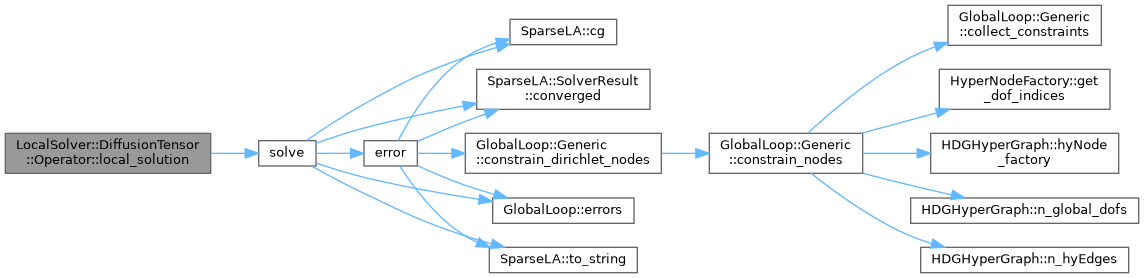 LocalSolver::DiffusionTensor
::Operator::local_solution
solve
error
SparseLA::cg
SparseLA::SolverResult
::converged
GlobalLoop::Generic
::constrain_dirichlet_nodes
GlobalLoop::errors
SparseLA::to_string
GlobalLoop::Generic
::constrain_nodes
GlobalLoop::Generic
::collect_constraints
HyperNodeFactory::get
_dof_indices
HDGHyperGraph::hyNode
_factory
HDGHyperGraph::n_global_dofs
HDGHyperGraph::n_hyEdges